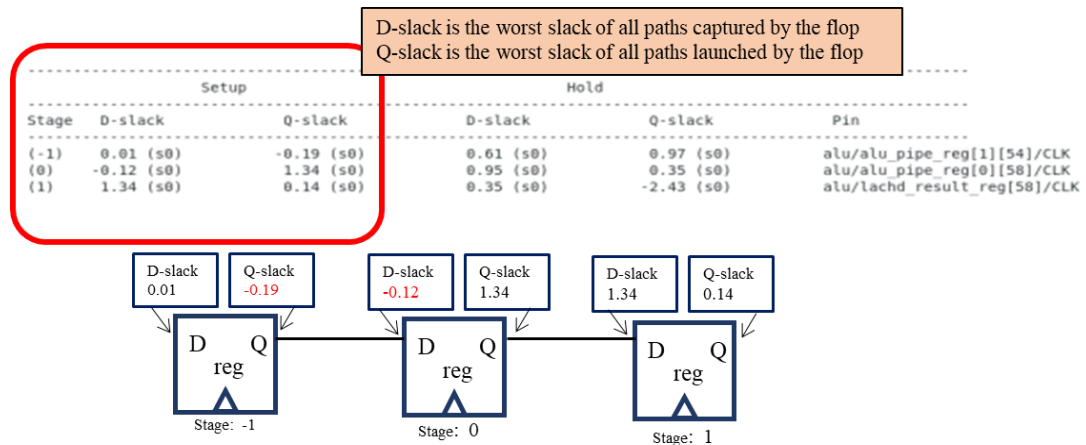 D-slack is the worst slack of all paths captured by the flop
Q-slack is the worst slack of all paths launched by the flop
Setup Hold
Stage D-slack Q-slack D-slack Q-slack Pin
(-1) 0.01 (s0) -0.19 (s0) 0.61 (s0) 0.97 (s0) alu/alu_pipe_reg[1][54]/CLK
(0) -0.12 (s0) 1.34 (s0) 0.95 (s0) 0.35 (s0) alu/alu_pipe_reg[0][58]/CLK
(1) 1.34 (s0) 0.14 (s0) 0.35 (s0) -2.43 (s0) alu/lachd_result_reg[58]/CLK
D-slack Q-slack D-slack Q-slack D-slack Q-slack
0.01 -0.19 -0.12 1.34 1.34 0.14
D Q D Q D Q
reg reg reg
Stage: -1 Stage: 0 Stage: 1